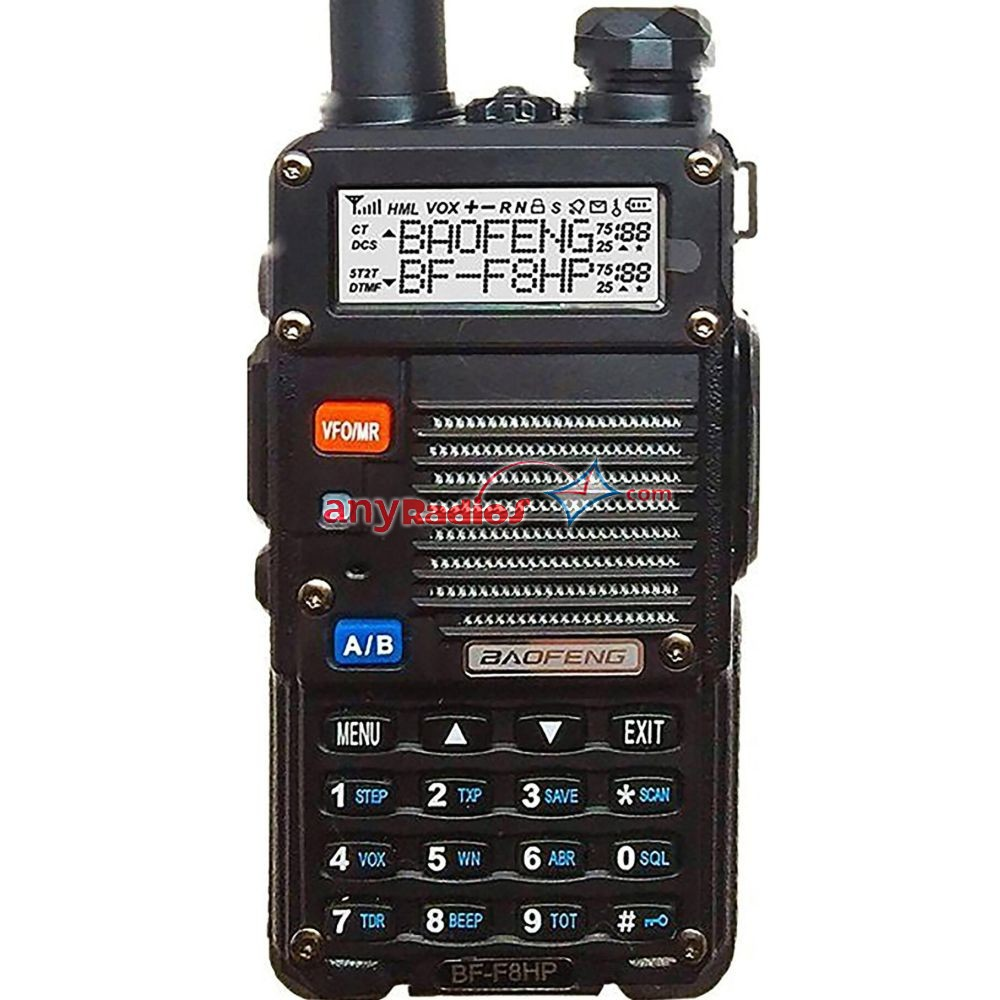 HML VOX + - R N S
CT ▲ BAOFENG 75 188
DCS 25 ▲ ★
5T2T BF-F8HP 75 188
DTMF ▼ 25 ▲ ★
VFO/MR
anyRadios .com
A/B
BAOFENG
MENU ▲ ▼ EXIT
1 STEP 2 TXP 3 SAVE * SCAN
4 VOX 5 WN 6 ABR 0 SQL
7 TDR 8 BEEP 9 TOT #
BF-F8HP